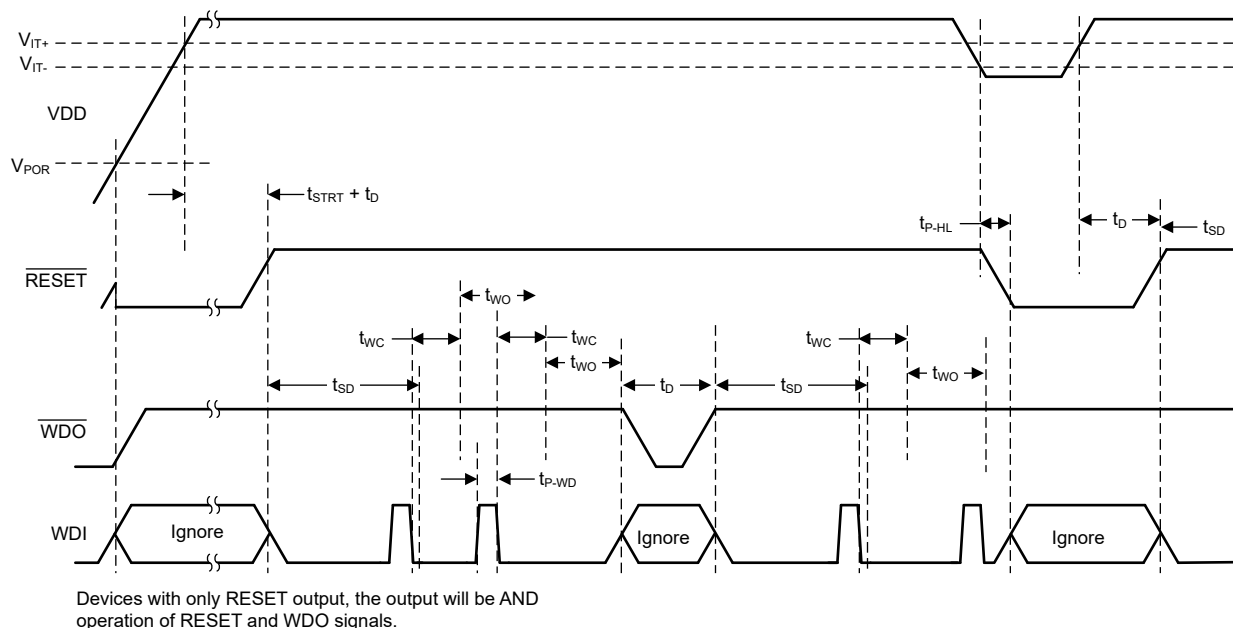 VIT+
VIT-
VDD
VPOR
tSTRT + tD
tP-HL
tD
tSD
RESET
tWO
tWC
tWC
tWC
tWO
tWO
tSD
tD
tSD
WDO
tP-WD
WDI
Ignore
Ignore
Ignore
Devices with only RESET output, the output will be AND
operation of RESET and WDO signals.